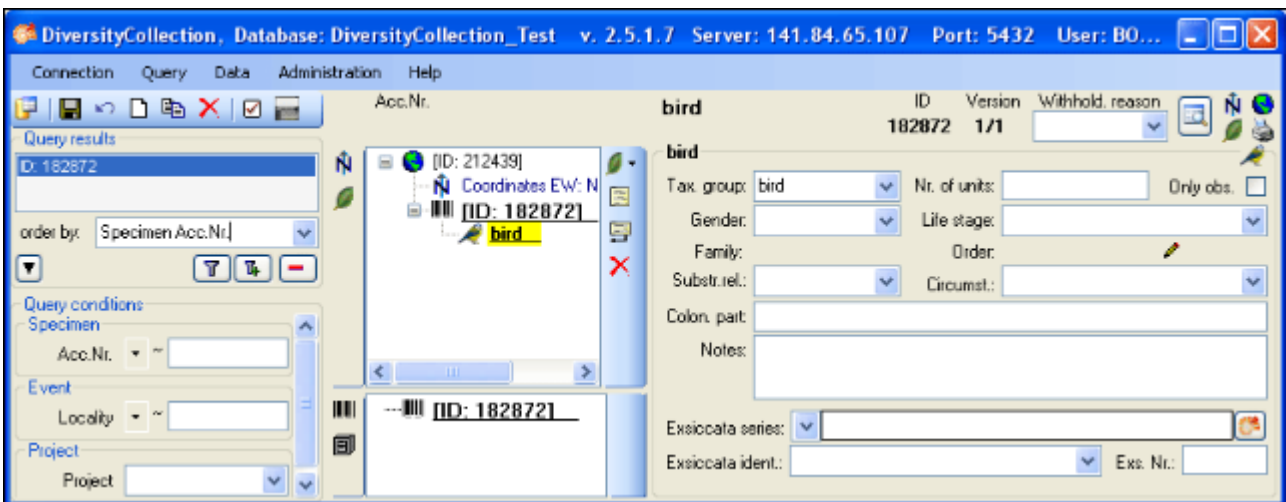 DiversityCollection, Database: DiversityCollection_Test v. 2.5.1.7 Server: 141.84.65.107 Port: 5432 User: BO...
Connection Query Data Administration Help
Acc.Nr.
bird
ID Version Withhold. reason
182872 1/1
Query results
ID: 182872
order by: Specimen Acc.Nr.
Query conditions
Specimen
Acc.Nr. ~
Event
Locality ~
Project
Project
[ID: 212439]
Coordinates EW: N
[ID: 182872]
bird
[ID: 182872]
bird
Tax. group: bird Nr. of units: Only obs.
Gender: Life stage:
Family: Order:
Substr.rel.: Circumst.:
Colon. part:
Notes:
Exsiccata series:
Exsiccata ident.: Exs. Nr.: